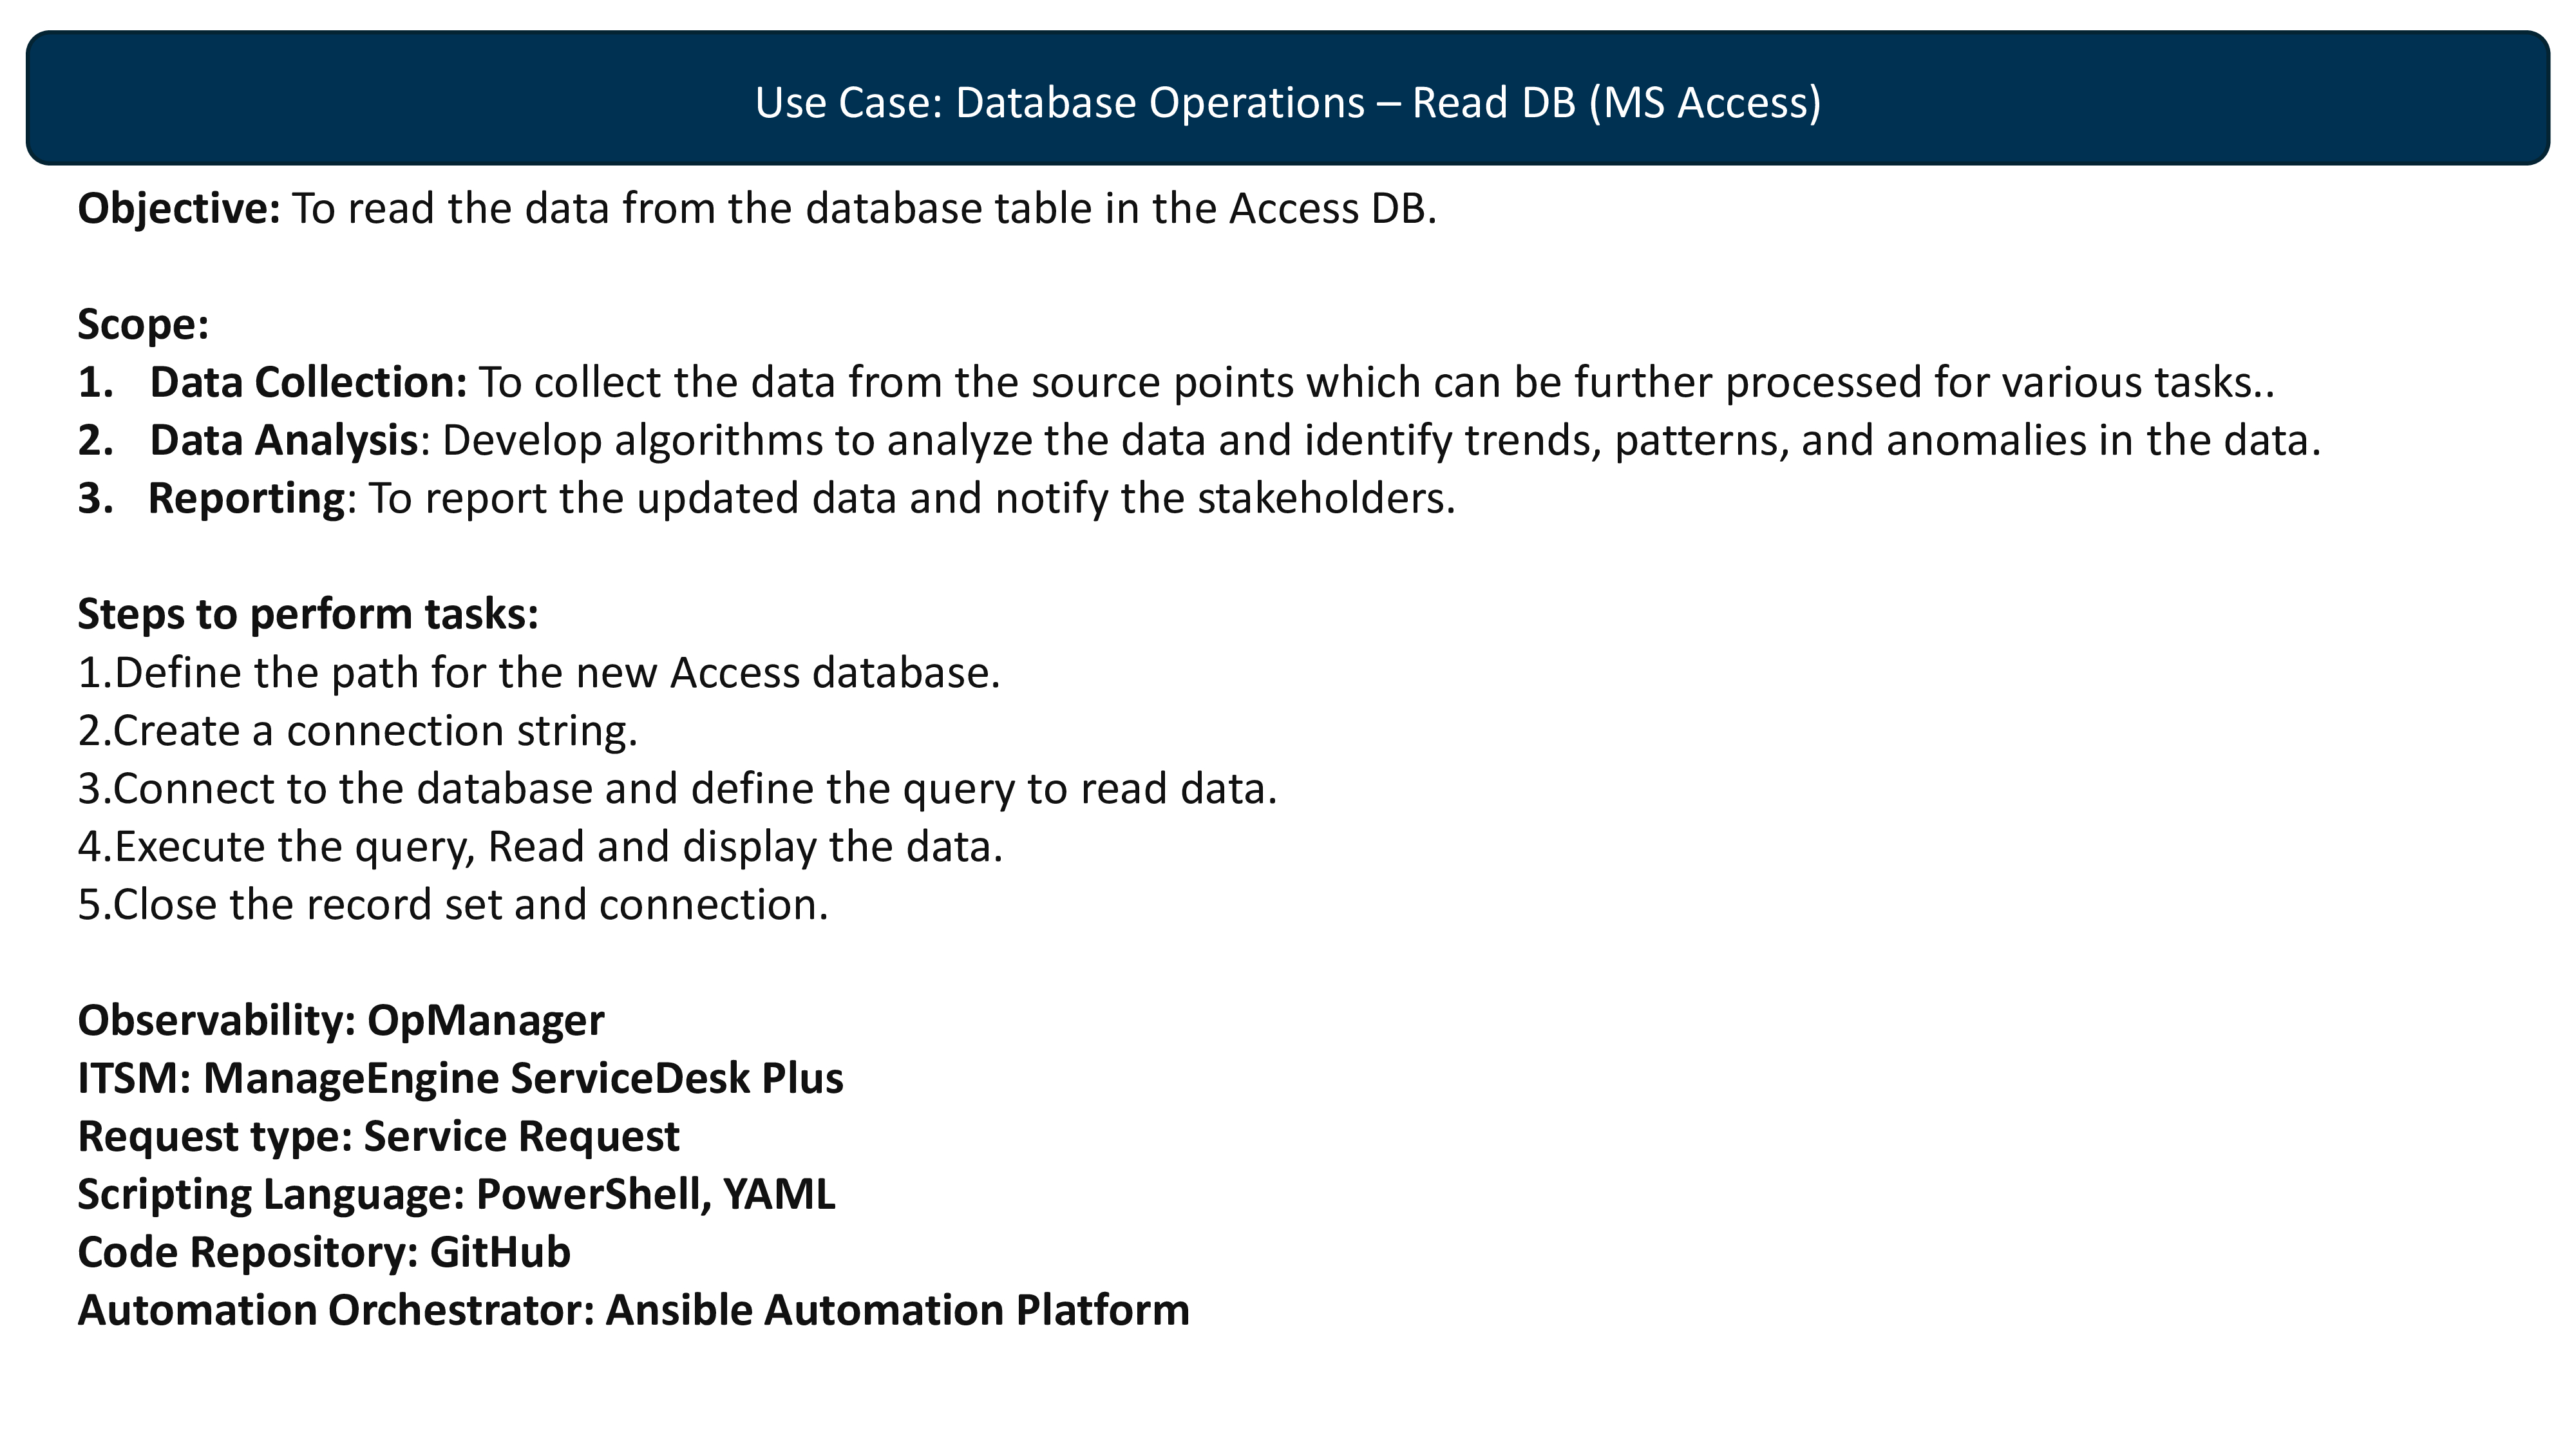 Use Case: Database Operations – Read DB (MS Access)
Objective: To read the data from the database table in the Access DB.
Scope:
1. Data Collection: To collect the data from the source points which can be further processed for various tasks..
2. Data Analysis: Develop algorithms to analyze the data and identify trends, patterns, and anomalies in the data.
3. Reporting: To report the updated data and notify the stakeholders.
Steps to perform tasks:
1.Define the path for the new Access database.
2.Create a connection string.
3.Connect to the database and define the query to read data.
4.Execute the query, Read and display the data.
5.Close the record set and connection.
Observability: OpManager
ITSM: ManageEngine ServiceDesk Plus
Request type: Service Request
Scripting Language: PowerShell, YAML
Code Repository: GitHub
Automation Orchestrator: Ansible Automation Platform